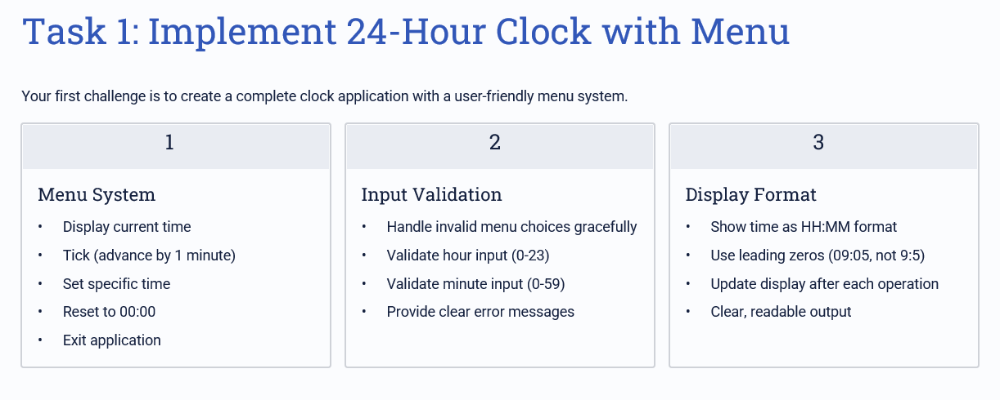 Task 1: Implement 24-Hour Clock with Menu
Your first challenge is to create a complete clock application with a user-friendly menu system.
1
Menu System
• Display current time
• Tick (advance by 1 minute)
• Set specific time
• Reset to 00:00
• Exit application
2
Input Validation
• Handle invalid menu choices gracefully
• Validate hour input (0-23)
• Validate minute input (0-59)
• Provide clear error messages
3
Display Format
• Show time as HH:MM format
• Use leading zeros (09:05, not 9:5)
• Update display after each operation
• Clear, readable output